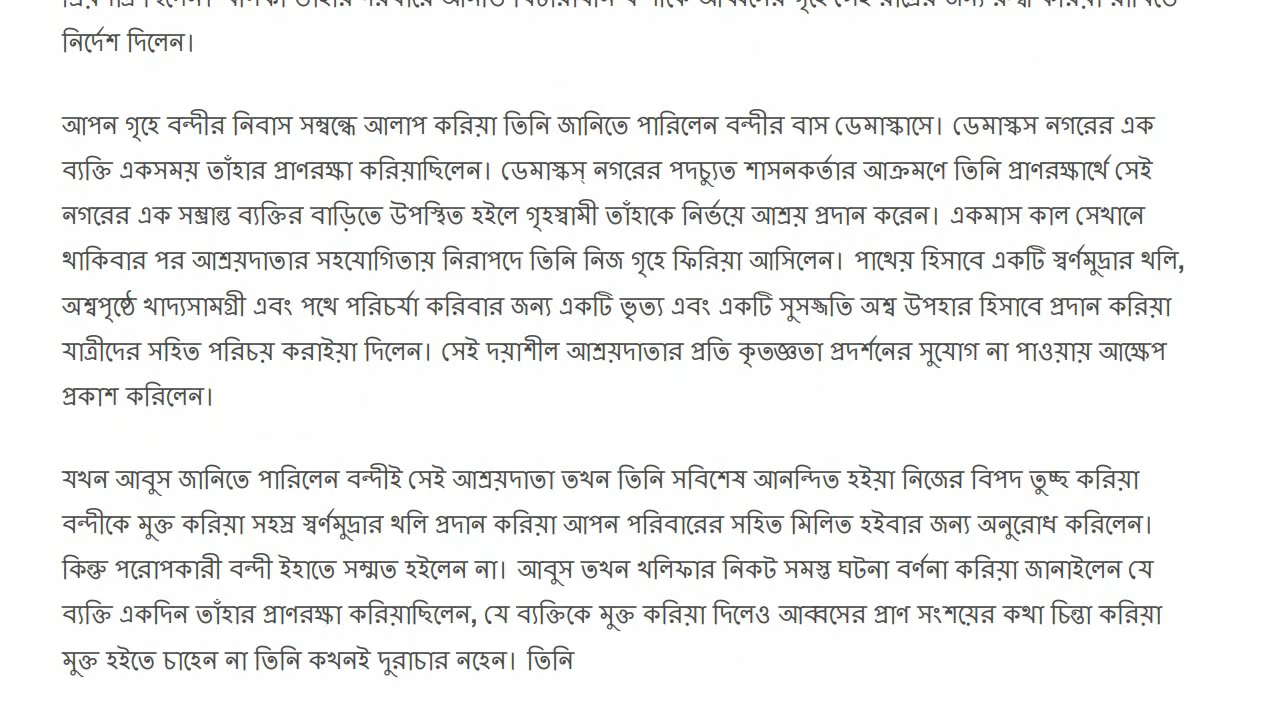 নির্দেশ দিলেন।
আপন গৃহে বন্দীর নিবাস সম্বন্ধে আলাপ করিয়া তিনি জানিতে পারিলেন বন্দীর বাস ডেমাস্কাসে। ডেমাস্কস নগরের এক
ব্যক্তি একসময় তাঁহার প্রাণরক্ষা করিয়াছিলেন। ডেমাস্কস্ নগরের পদচ্যুত শাসনকর্তার আক্রমণে তিনি প্রাণরক্ষার্থে সেই
নগরের এক সম্ভ্রান্ত ব্যক্তির বাড়িতে উপস্থিত হইলে গৃহস্বামী তাঁহাকে নির্ভয়ে আশ্রয় প্রদান করেন। একমাস কাল সেখানে
থাকিবার পর আশ্রয়দাতার সহযোগিতায় নিরাপদে তিনি নিজ গৃহে ফিরিয়া আসিলেন। পাথেয় হিসাবে একটি স্বর্ণমুদ্রার থলি,
অশ্বপৃষ্ঠে খাদ্যসামগ্রী এবং পথে পরিচর্যা করিবার জন্য একটি ভৃত্য এবং একটি সুসজ্জতি অশ্ব উপহার হিসাবে প্রদান করিয়া
যাত্রীদের সহিত পরিচয় করাইয়া দিলেন। সেই দয়াশীল আশ্রয়দাতার প্রতি কৃতজ্ঞতা প্রদর্শনের সুযোগ না পাওয়ায় আক্ষেপ
প্রকাশ করিলেন।
যখন আবুস জানিতে পারিলেন বন্দীই সেই আশ্রয়দাতা তখন তিনি সবিশেষ আনন্দিত হইয়া নিজের বিপদ তুচ্ছ করিয়া
বন্দীকে মুক্ত করিয়া সহস্র স্বর্ণমুদ্রার থলি প্রদান করিয়া আপন পরিবারের সহিত মিলিত হইবার জন্য অনুরোধ করিলেন।
কিন্তু পরোপকারী বন্দী ইহাতে সম্মত হইলেন না। আবুস তখন খলিফার নিকট সমস্ত ঘটনা বর্ণনা করিয়া জানাইলেন যে
ব্যক্তি একদিন তাঁহার প্রাণরক্ষা করিয়াছিলেন, যে ব্যক্তিকে মুক্ত করিয়া দিলেও আব্বসের প্রাণ সংশয়ের কথা চিন্তা করিয়া
মুক্ত হইতে চাহেন না তিনি কখনই দুরাচার নহেন। তিনি